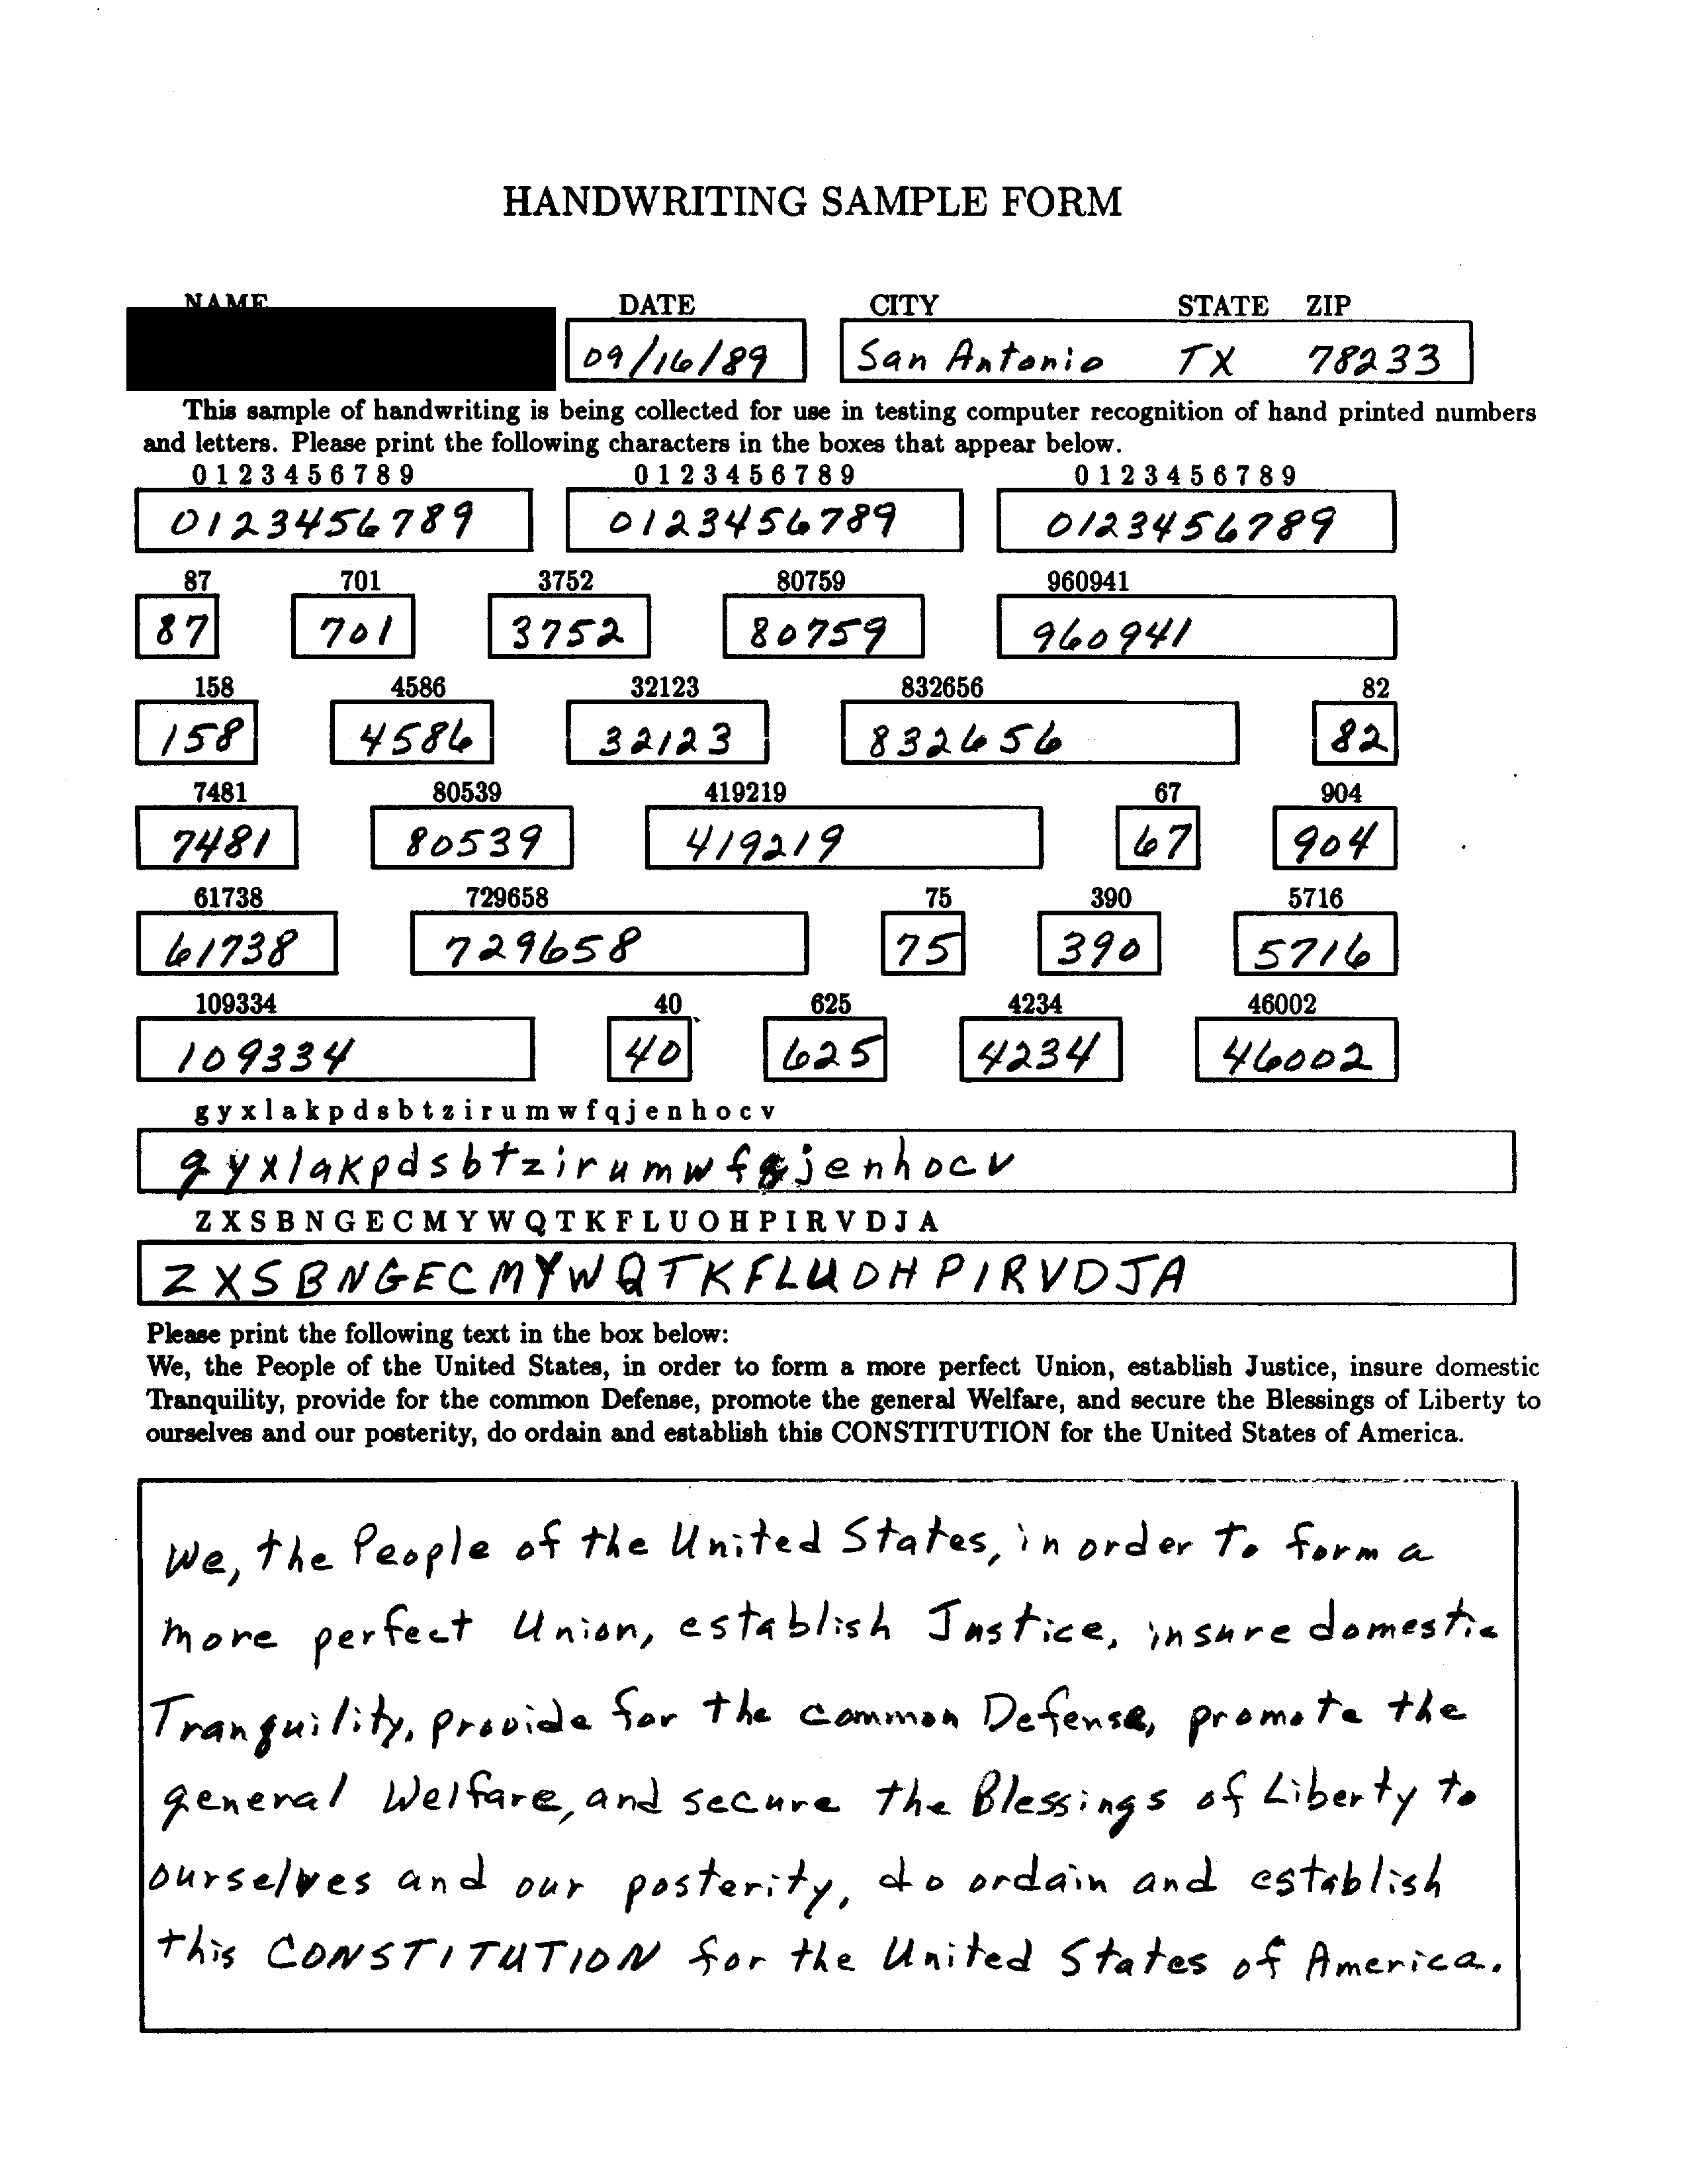 HANDWRITING SAMPLE FORM
NAME DATE CITY STATE ZIP
09/16/89 San Antonio TX 78233
This sample of handwriting is being collected for use in testing computer recognition of hand printed numbers
and letters. Please print the following characters in the boxes that appear below.
0 1 2 3 4 5 6 7 8 9 0 1 2 3 4 5 6 7 8 9 0 1 2 3 4 5 6 7 8 9
0123456789 0123456789 0123456789
87 701 3752 80759 960941
87 701 3752 80759 960941
158 4586 32123 832656 82
158 4586 32123 832656 82
7481 80539 419219 67 904
7481 80539 419219 67 904
61738 729658 75 390 5716
61738 729658 75 390 5716
109334 40 625 4234 46002
109334 40 625 4234 46002
g y x l a k p d s b t z i r u m w f q j e n h o c v
g y x l a k p d s b t z i r u m w f q j e n h o c v
Z X S B N G E C M Y W Q T K F L U O H P I R V D J A
Z X S B N G E C M Y W Q T K F L U O H P I R V D J A
Please print the following text in the box below:
We, the People of the United States, in order to form a more perfect Union, establish Justice, insure domestic
Tranquility, provide for the common Defense, promote the general Welfare, and secure the Blessings of Liberty to
ourselves and our posterity, do ordain and establish this CONSTITUTION for the United States of America.
We, the People of the United States, in order to form a
more perfect Union, establish Justice, insure domestic
Tranquility, provide for the common Defense, promote the
general Welfare, and secure the Blessings of Liberty to
ourselves and our posterity, do ordain and establish
this CONSTITUTION for the United States of America.